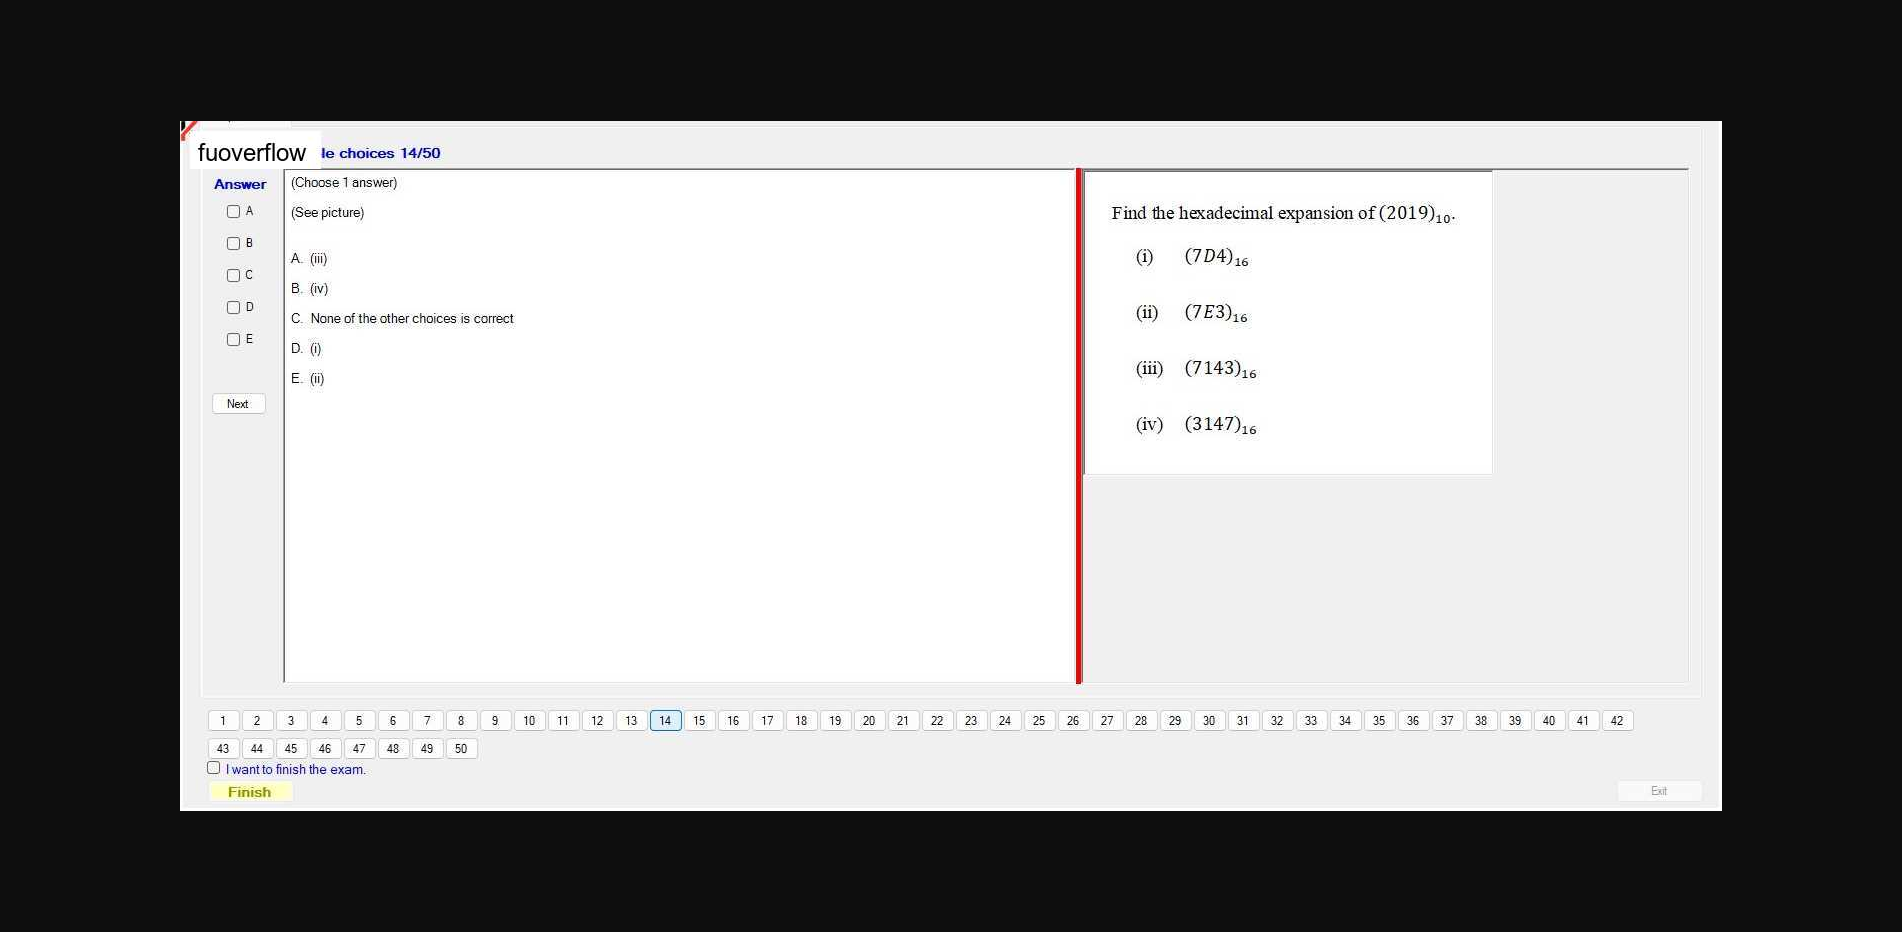 fuoverflow le choices 14/50
Answer
A
B
C
D
E
Next
(Choose 1 answer)
(See picture)
A. (iii)
B. (iv)
C. None of the other choices is correct
D. (i)
E. (ii)
Find the hexadecimal expansion of (2019)₁₀.
(i) (7D4)₁₆
(ii) (7E3)₁₆
(iii) (7143)₁₆
(iv) (3147)₁₆
1 2 3 4 5 6 7 8 9 10 11 12 13 14 15 16 17 18 19 20 21 22 23 24 25 26 27 28 29 30 31 32 33 34 35 36 37 38 39 40 41 42
43 44 45 46 47 48 49 50
I want to finish the exam.
Finish
Exit